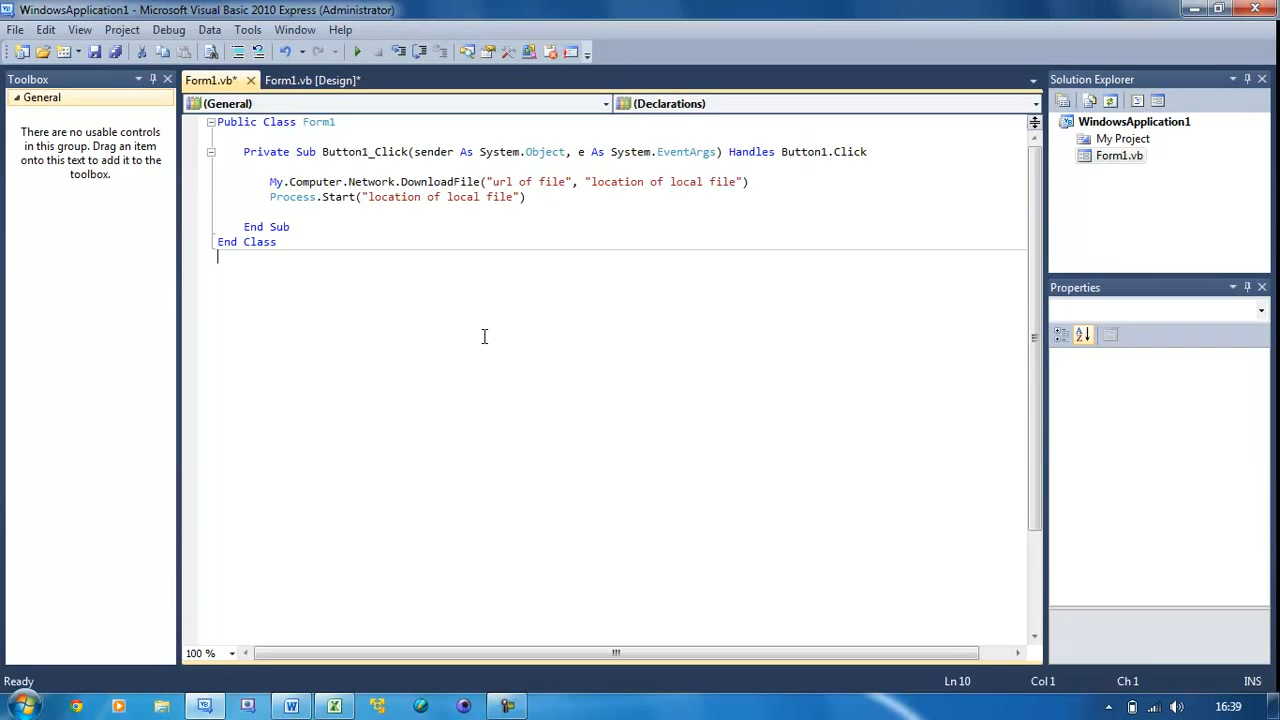 WindowsApplication1 - Microsoft Visual Basic 2010 Express (Administrator)
File Edit View Project Debug Data Tools Window Help
Toolbox
General
There are no usable controls
in this group. Drag an item
onto this text to add it to the
toolbox.
Form1.vb* Form1.vb [Design]*
(General) (Declarations)
Public Class Form1
Private Sub Button1_Click(sender As System.Object, e As System.EventArgs) Handles Button1.Click
My.Computer.Network.DownloadFile("url of file", "location of local file")
Process.Start("location of local file")
End Sub
End Class
100 %
Solution Explorer
WindowsApplication1
My Project
Form1.vb
Properties
Ready Ln 10 Col 1 Ch 1 INS
16:39